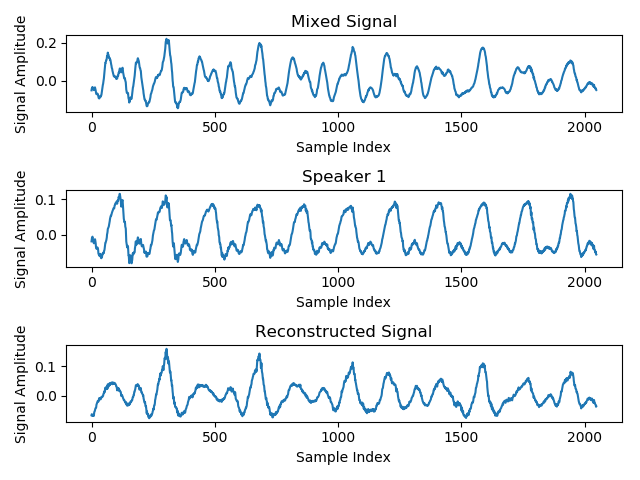 Mixed Signal
Signal Amplitude
0.2
0.0
0 500 1000 1500 2000
Sample Index
Speaker 1
Signal Amplitude
0.1
0.0
0 500 1000 1500 2000
Sample Index
Reconstructed Signal
Signal Amplitude
0.1
0.0
0 500 1000 1500 2000
Sample Index